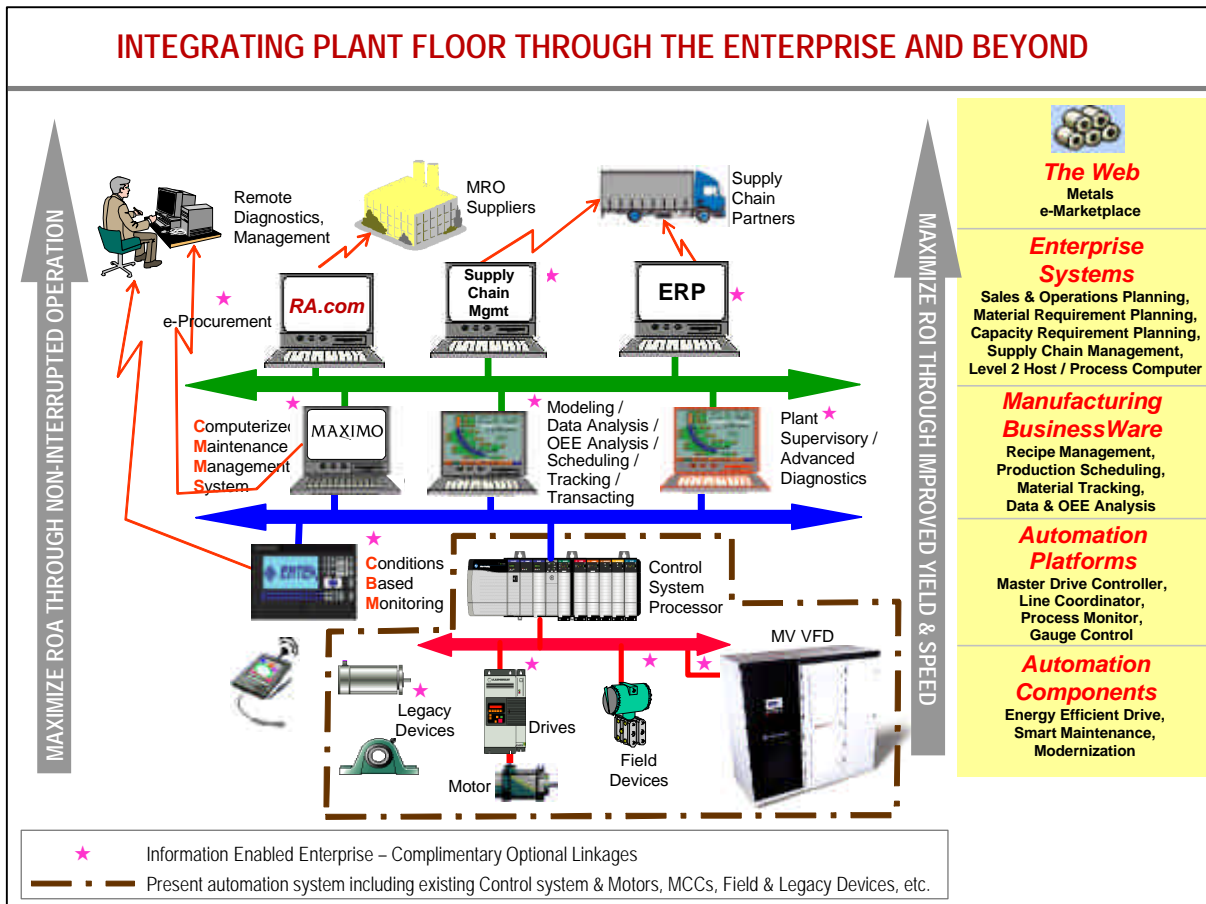 INTEGRATING PLANT FLOOR THROUGH THE ENTERPRISE AND BEYOND
MAXIMIZE ROA THROUGH NON-INTERRUPTED OPERATION
Remote
Diagnostics,
Management
MRO
Suppliers
Supply
Chain
Partners
e-Procurement
RA.com
Supply
Chain
Mgmt
ERP
Computerized
Maintenance
Management
System
MAXIMO
Modeling /
Data Analysis /
OEE Analysis /
Scheduling /
Tracking /
Transacting
Plant
Supervisory /
Advanced
Diagnostics
Conditions
Based
Monitoring
Control
System
Processor
MV VFD
Legacy
Devices
Drives
Motor
Field
Devices
MAXIMIZE ROI THROUGH IMPROVED YIELD & SPEED
The Web
Metals
e-Marketplace
Enterprise
Systems
Sales & Operations Planning,
Material Requirement Planning,
Capacity Requirement Planning,
Supply Chain Management,
Level 2 Host / Process Computer
Manufacturing
BusinessWare
Recipe Management,
Production Scheduling,
Material Tracking,
Data & OEE Analysis
Automation
Platforms
Master Drive Controller,
Line Coordinator,
Process Monitor,
Gauge Control
Automation
Components
Energy Efficient Drive,
Smart Maintenance,
Modernization
Information Enabled Enterprise – Complimentary Optional Linkages
Present automation system including existing Control system & Motors, MCCs, Field & Legacy Devices, etc.